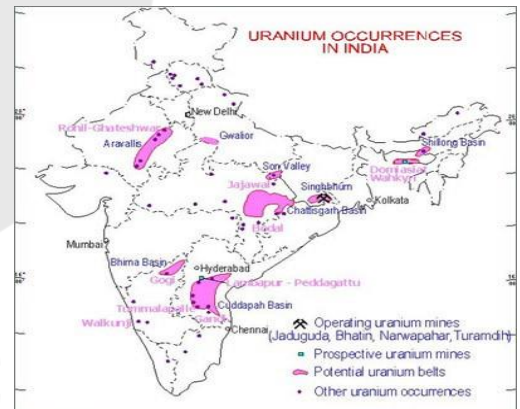 URANIUM OCCURRENCES
IN INDIA
New Delhi
Rohil-Ghateshwar
Aravallis
Gwalior
Shillong Basin
Domiasiat
Wahkyn
Son Valley
Jajawal
Singbhum
Kolkata
Chattisgarh Basin
Bodal
Mumbai
Bhima Basin
Gogi
Hyderabad
Lambapur - Peddagattu
Tummalapalle
Cuddapah Basin
Gandi
Walkunji
Chennai
Operating uranium mines
(Jaduguda, Bhatin, Narwapahar, Turamdih)
Prospective uranium mines
Potential uranium belts
Other uranium occurrences